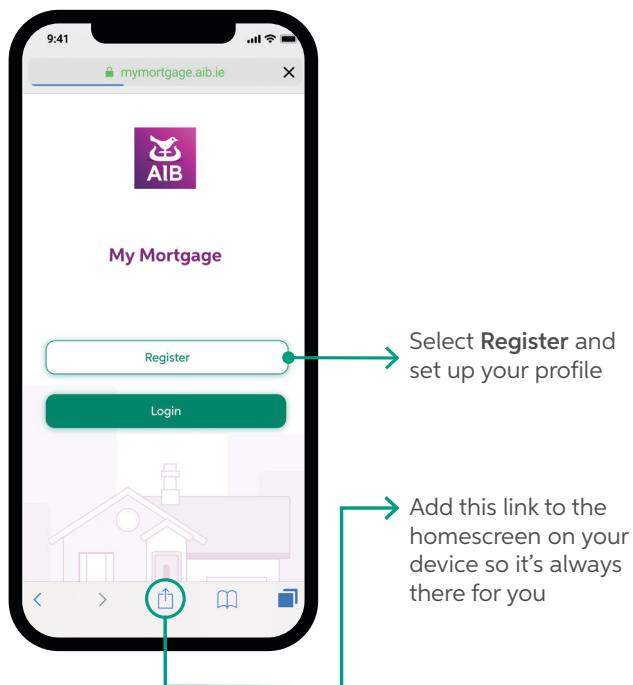 9:41
mymortgage.aib.ie
AIB
My Mortgage
Register
Login
Select Register and
set up your profile
Add this link to the
homescreen on your
device so it's always
there for you